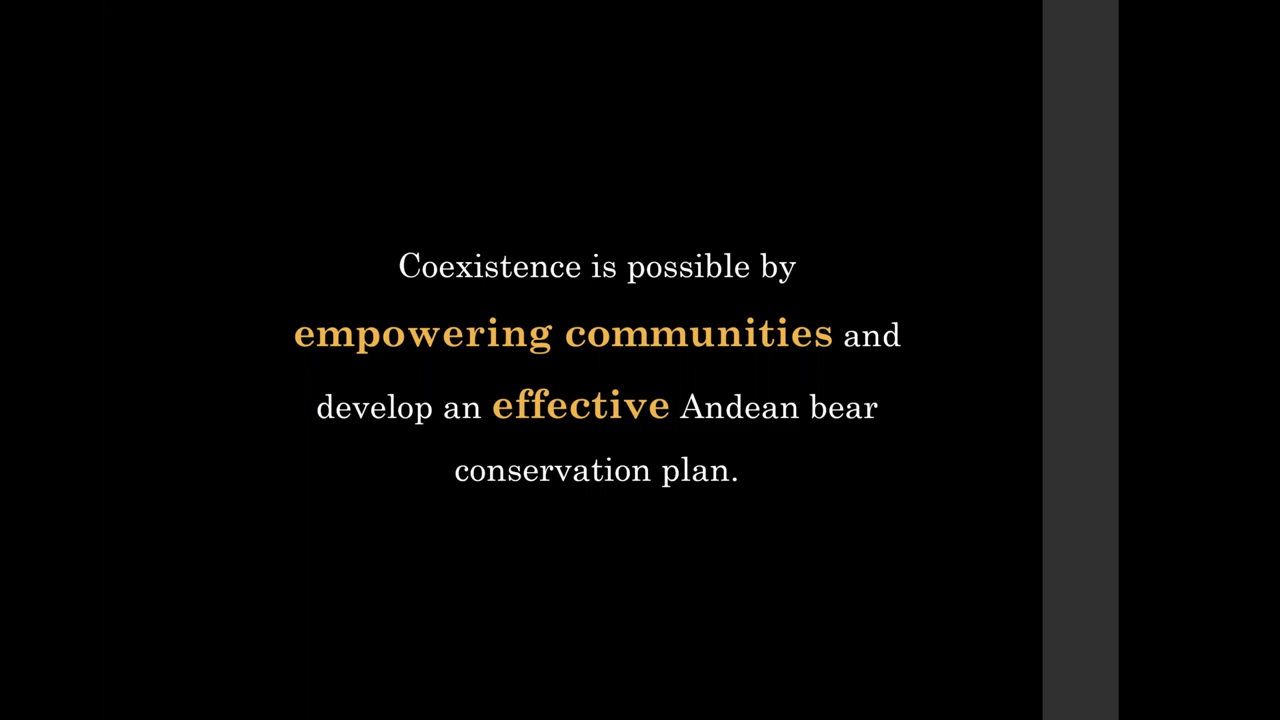 Coexistence is possible by
empowering communities and
develop an effective Andean bear
conservation plan.